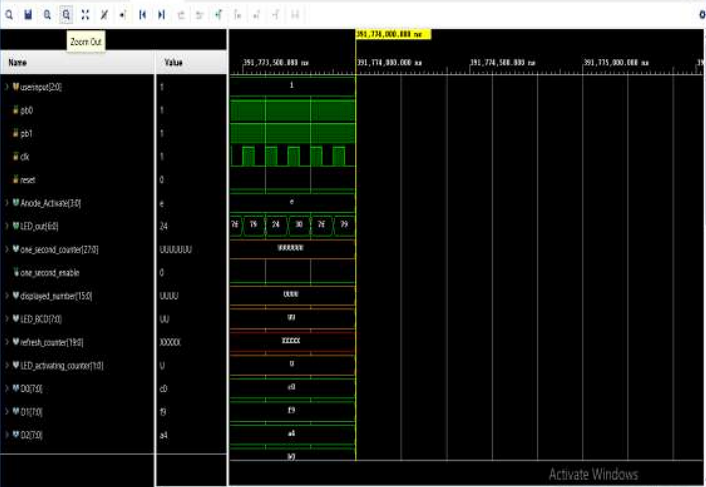 Zoom Out
391,774,000.000 ns
Name Value
391,773,500.000 ns 391,774,000.000 ns 391,774,500.000 ns 391,775,000.000 ns 39
userinput[2:0] 1 1
pb0 1
pb1 1
clk 1
reset 0
Anode_Activate[3:0] e e
LED_out[6:0] 24 7f 79 24 30 7f 79
one_second_counter[27:0] UUUUUUU UUUUUUU
one_second_enable 0
displayed_number[15:0] UUUU UUUU
LED_BCD[7:0] UU UU
refresh_counter[19:0] XXXXX XXXXX
LED_activating_counter[1:0] U U
D0[7:0] c0 c0
D1[7:0] f9 f9
D2[7:0] a4 a4
b0
Activate Windows